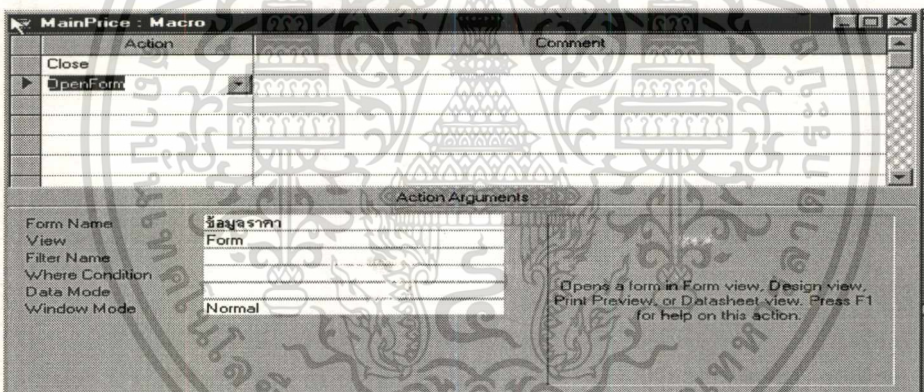 MainPrice : Macro
Action Comment
Close
OpenForm
Action Arguments
Form Name ข้อมูลราคา
View Form
Filter Name
Where Condition
Data Mode
Window Mode Normal
Opens a form in Form view, Design view,
Print Preview, or Datasheet view. Press F1
for help on this action.